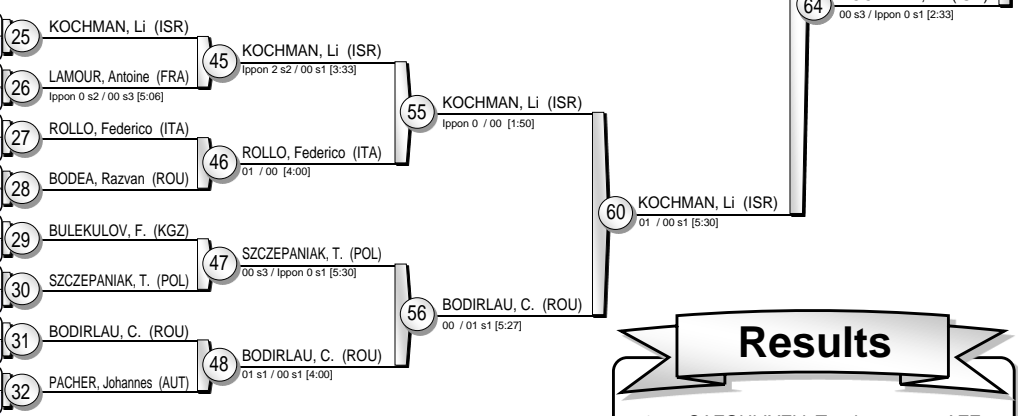 64
00 s3 / Ippon 0 s1 [2:33]
25
KOCHMAN, Li (ISR)
45
KOCHMAN, Li (ISR)
Ippon 2 s2 / 00 s1 [3:33]
26
LAMOUR, Antoine (FRA)
Ippon 0 s2 / 00 s3 [5:06]
55
KOCHMAN, Li (ISR)
Ippon 0 / 00 [1:50]
27
ROLLO, Federico (ITA)
46
ROLLO, Federico (ITA)
01 / 00 [4:00]
28
BODEA, Razvan (ROU)
60
KOCHMAN, Li (ISR)
01 / 00 s1 [5:30]
29
BULEKULOV, F. (KGZ)
47
SZCZEPANIAK, T. (POL)
00 s3 / Ippon 0 s1 [5:30]
30
SZCZEPANIAK, T. (POL)
56
BODIRLAU, C. (ROU)
00 / 01 s1 [5:27]
31
BODIRLAU, C. (ROU)
48
BODIRLAU, C. (ROU)
01 s1 / 00 s1 [4:00]
32
PACHER, Johannes (AUT)
Results